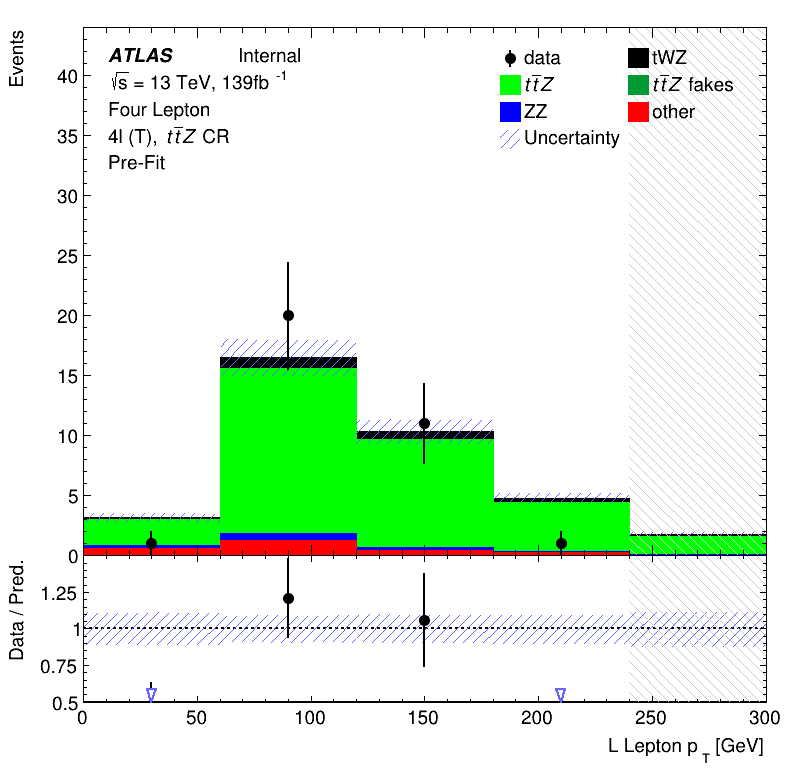 Events
ATLAS Internal
√s = 13 TeV, 139fb -1
Four Lepton
4l (T), tt̄Z CR
Pre-Fit
data tWZ
tt̄Z tt̄Z fakes
ZZ other
Uncertainty
40
35
30
25
20
15
10
5
0
Data / Pred.
1.25
1
0.75
0.5
0 50 100 150 200 250 300
L Lepton p T [GeV]